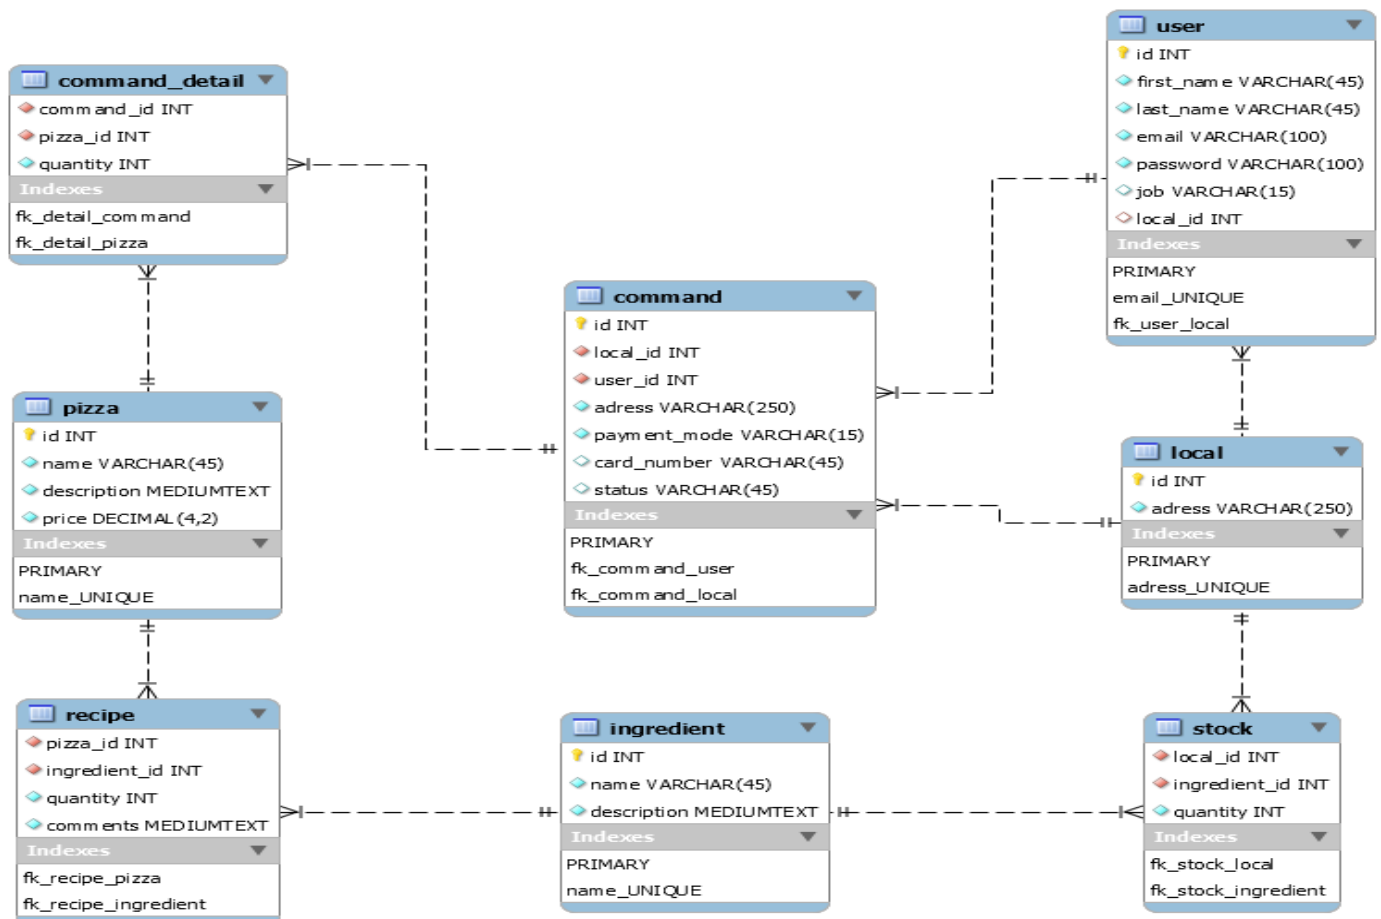 command_detail
command_id INT
pizza_id INT
quantity INT
Indexes
fk_detail_command
fk_detail_pizza
user
id INT
first_name VARCHAR(45)
last_name VARCHAR(45)
email VARCHAR(100)
password VARCHAR(100)
job VARCHAR(15)
local_id INT
Indexes
PRIMARY
email_UNIQUE
fk_user_local
command
id INT
local_id INT
user_id INT
adress VARCHAR(250)
payment_mode VARCHAR(15)
card_number VARCHAR(45)
status VARCHAR(45)
Indexes
PRIMARY
fk_command_user
fk_command_local
pizza
id INT
name VARCHAR(45)
description MEDIUMTEXT
price DECIMAL(4,2)
Indexes
PRIMARY
name_UNIQUE
local
id INT
adress VARCHAR(250)
Indexes
PRIMARY
adress_UNIQUE
recipe
pizza_id INT
ingredient_id INT
quantity INT
comments MEDIUMTEXT
Indexes
fk_recipe_pizza
fk_recipe_ingredient
ingredient
id INT
name VARCHAR(45)
description MEDIUMTEXT
Indexes
PRIMARY
name_UNIQUE
stock
local_id INT
ingredient_id INT
quantity INT
Indexes
fk_stock_local
fk_stock_ingredient